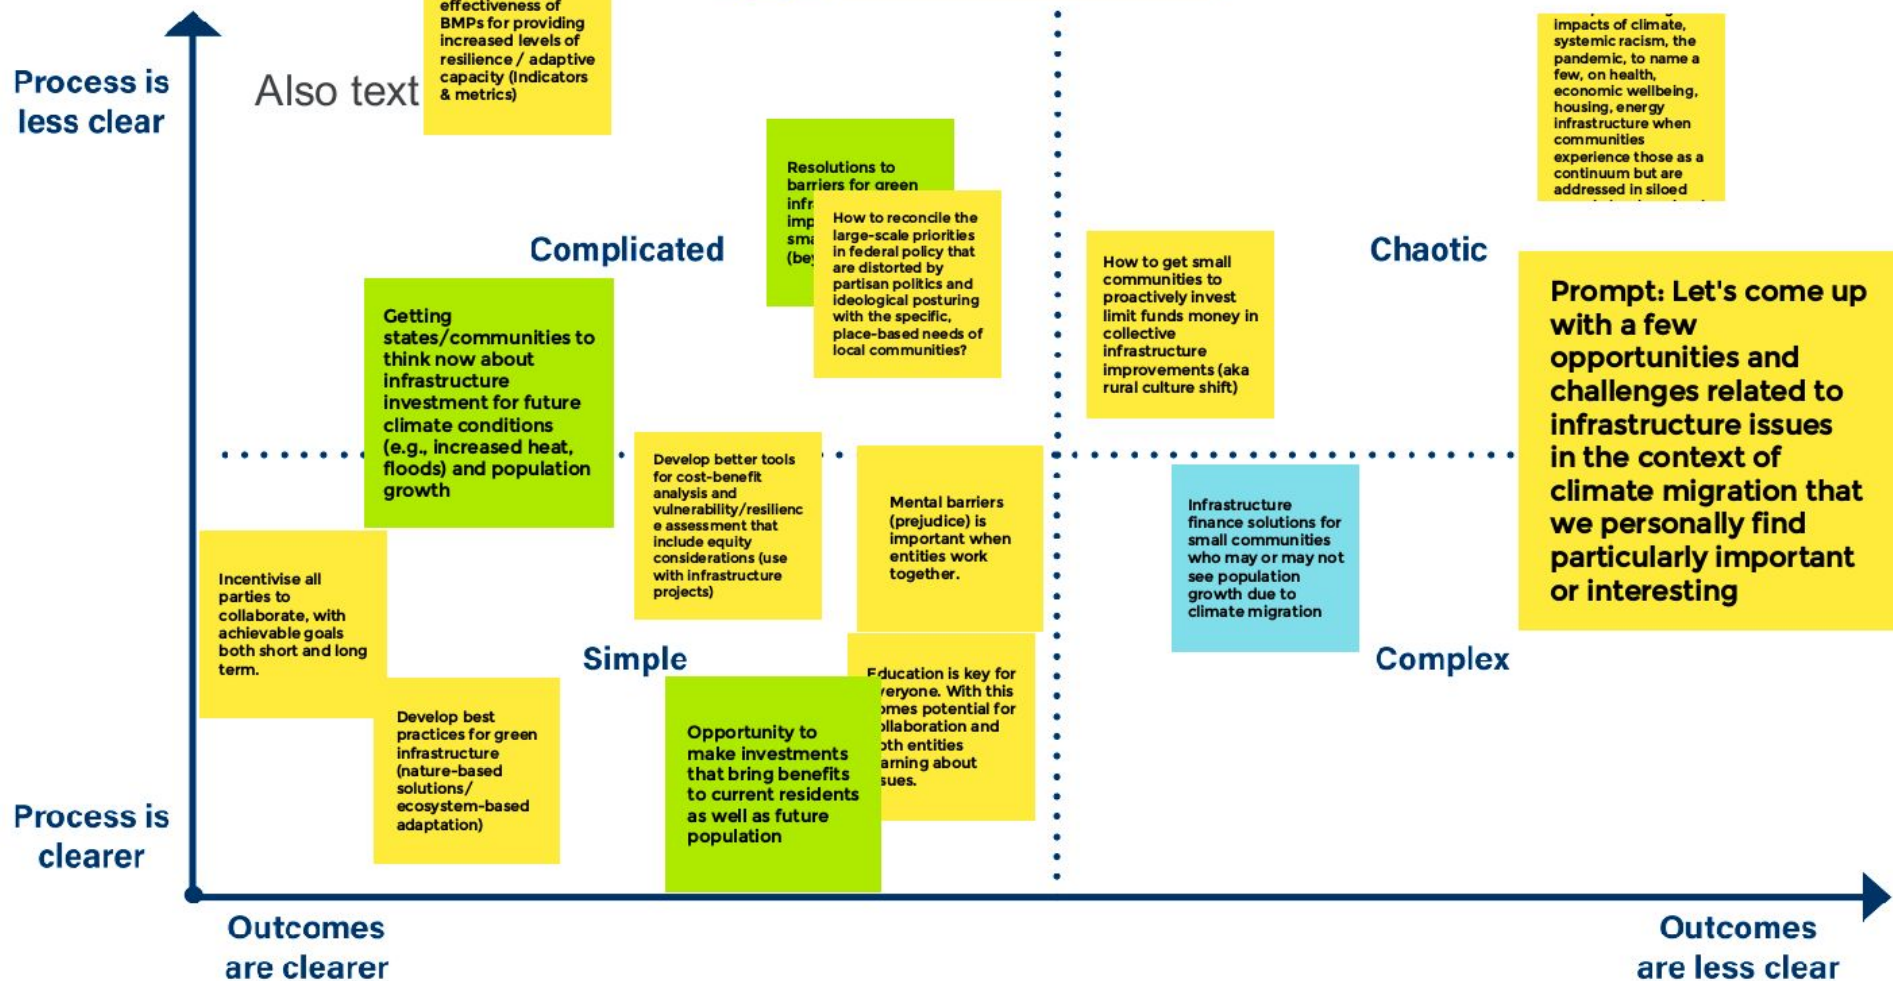 effectiveness of
BMPs for providing
increased levels of
resilience / adaptive
capacity (Indicators
& metrics)
impacts of climate,
systemic racism, the
pandemic, to name a
few, on health,
economic wellbeing,
housing, energy
infrastructure when
communities
experience those as a
continuum but are
addressed in siloed
Process is
less clear
Also text
Resolutions to
barriers for green
How to reconcile the
large-scale priorities
in federal policy that
are distorted by
partisan politics and
ideological posturing
with the specific,
place-based needs of
local communities?
Complicated
How to get small
communities to
proactively invest
limit funds money in
collective
infrastructure
improvements (aka
rural culture shift)
Chaotic
Prompt: Let's come up
with a few
opportunities and
challenges related to
infrastructure issues
in the context of
climate migration that
we personally find
particularly important
or interesting
Getting
states/communities to
think now about
infrastructure
investment for future
climate conditions
(e.g., increased heat,
floods) and population
growth
Develop better tools
for cost-benefit
analysis and
vulnerability/resilienc
e assessment that
include equity
considerations (use
with infrastructure
projects)
Mental barriers
(prejudice) is
important when
entities work
together.
Infrastructure
finance solutions for
small communities
who may or may not
see population
growth due to
climate migration
Incentivise all
parties to
collaborate, with
achievable goals
both short and long
term.
Simple
Complex
Develop best
practices for green
infrastructure
(nature-based
solutions/
ecosystem-based
adaptation)
Opportunity to
make investments
that bring benefits
to current residents
as well as future
population
Education is key for
everyone. With this
comes potential for
collaboration and
both entities
learning about
issues.
Process is
clearer
Outcomes
are clearer
Outcomes
are less clear